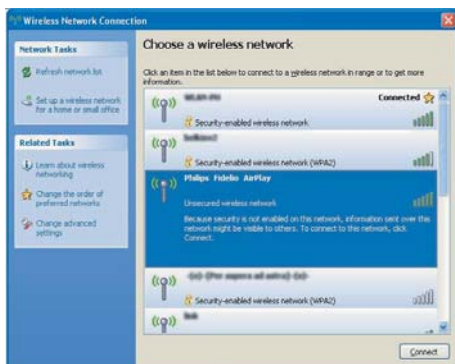 Wireless Network Connection
Network Tasks
Refresh network list
Set up a wireless network
for a home or small office
Related Tasks
Learn about wireless
networking
Change the order of
preferred networks
Change advanced
settings
Choose a wireless network
Click an item in the list below to connect to a wireless network in range or to get more
information.
Connected
Security-enabled wireless network
Security-enabled wireless network (WPA2)
Philips Fidelio AirPlay
Unsecured wireless network
Because security is not enabled on this network, information sent over this
network might be visible to others. To connect to this network, click
Connect.
Security-enabled wireless network (WPA2)
Connect